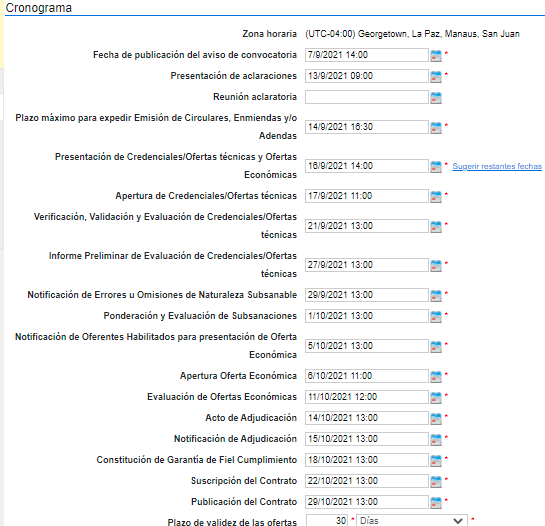 Cronograma
Zona horaria (UTC-04:00) Georgetown, La Paz, Manaus, San Juan
Fecha de publicación del aviso de convocatoria 7/9/2021 14:00 *
Presentación de aclaraciones 13/9/2021 09:00 *
Reunión aclaratoria
Plazo máximo para expedir Emisión de Circulares, Enmiendas y/o
Adendas 14/9/2021 16:30 *
Presentación de Credenciales/Ofertas técnicas y Ofertas
Económicas 16/9/2021 14:00 * Sugerir restantes fechas
Apertura de Credenciales/Ofertas técnicas 17/9/2021 11:00 *
Verificación, Validación y Evaluación de Credenciales/Ofertas
técnicas 21/9/2021 13:00 *
Informe Preliminar de Evaluación de Credenciales/Ofertas
técnicas 27/9/2021 13:00 *
Notificación de Errores u Omisiones de Naturaleza Subsanable 29/9/2021 13:00 *
Ponderación y Evaluación de Subsanaciones 1/10/2021 13:00 *
Notificación de Oferentes Habilitados para presentación de Oferta
Económica 5/10/2021 13:00 *
Apertura Oferta Económica 6/10/2021 11:00 *
Evaluación de Ofertas Económicas 11/10/2021 12:00 *
Acto de Adjudicación 14/10/2021 13:00 *
Notificación de Adjudicación 15/10/2021 13:00 *
Constitución de Garantía de Fiel Cumplimiento 18/10/2021 13:00 *
Suscripción del Contrato 22/10/2021 13:00 *
Publicación del Contrato 29/10/2021 13:00 *
Plazo de validez de las ofertas 30 * Días *